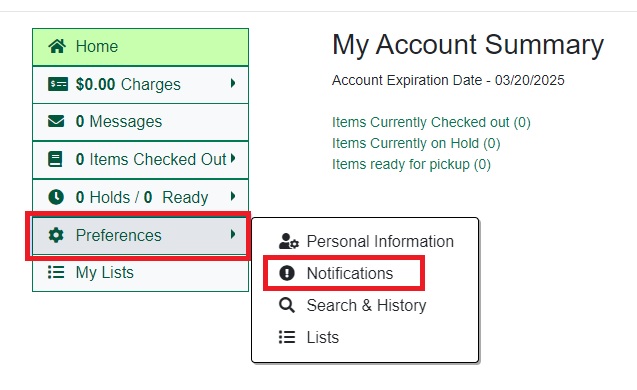 Home
$0.00 Charges
0 Messages
0 Items Checked Out
0 Holds / 0 Ready
Preferences
My Lists
Personal Information
Notifications
Search & History
Lists
My Account Summary
Account Expiration Date - 03/20/2025
Items Currently Checked out (0)
Items Currently on Hold (0)
Items ready for pickup (0)